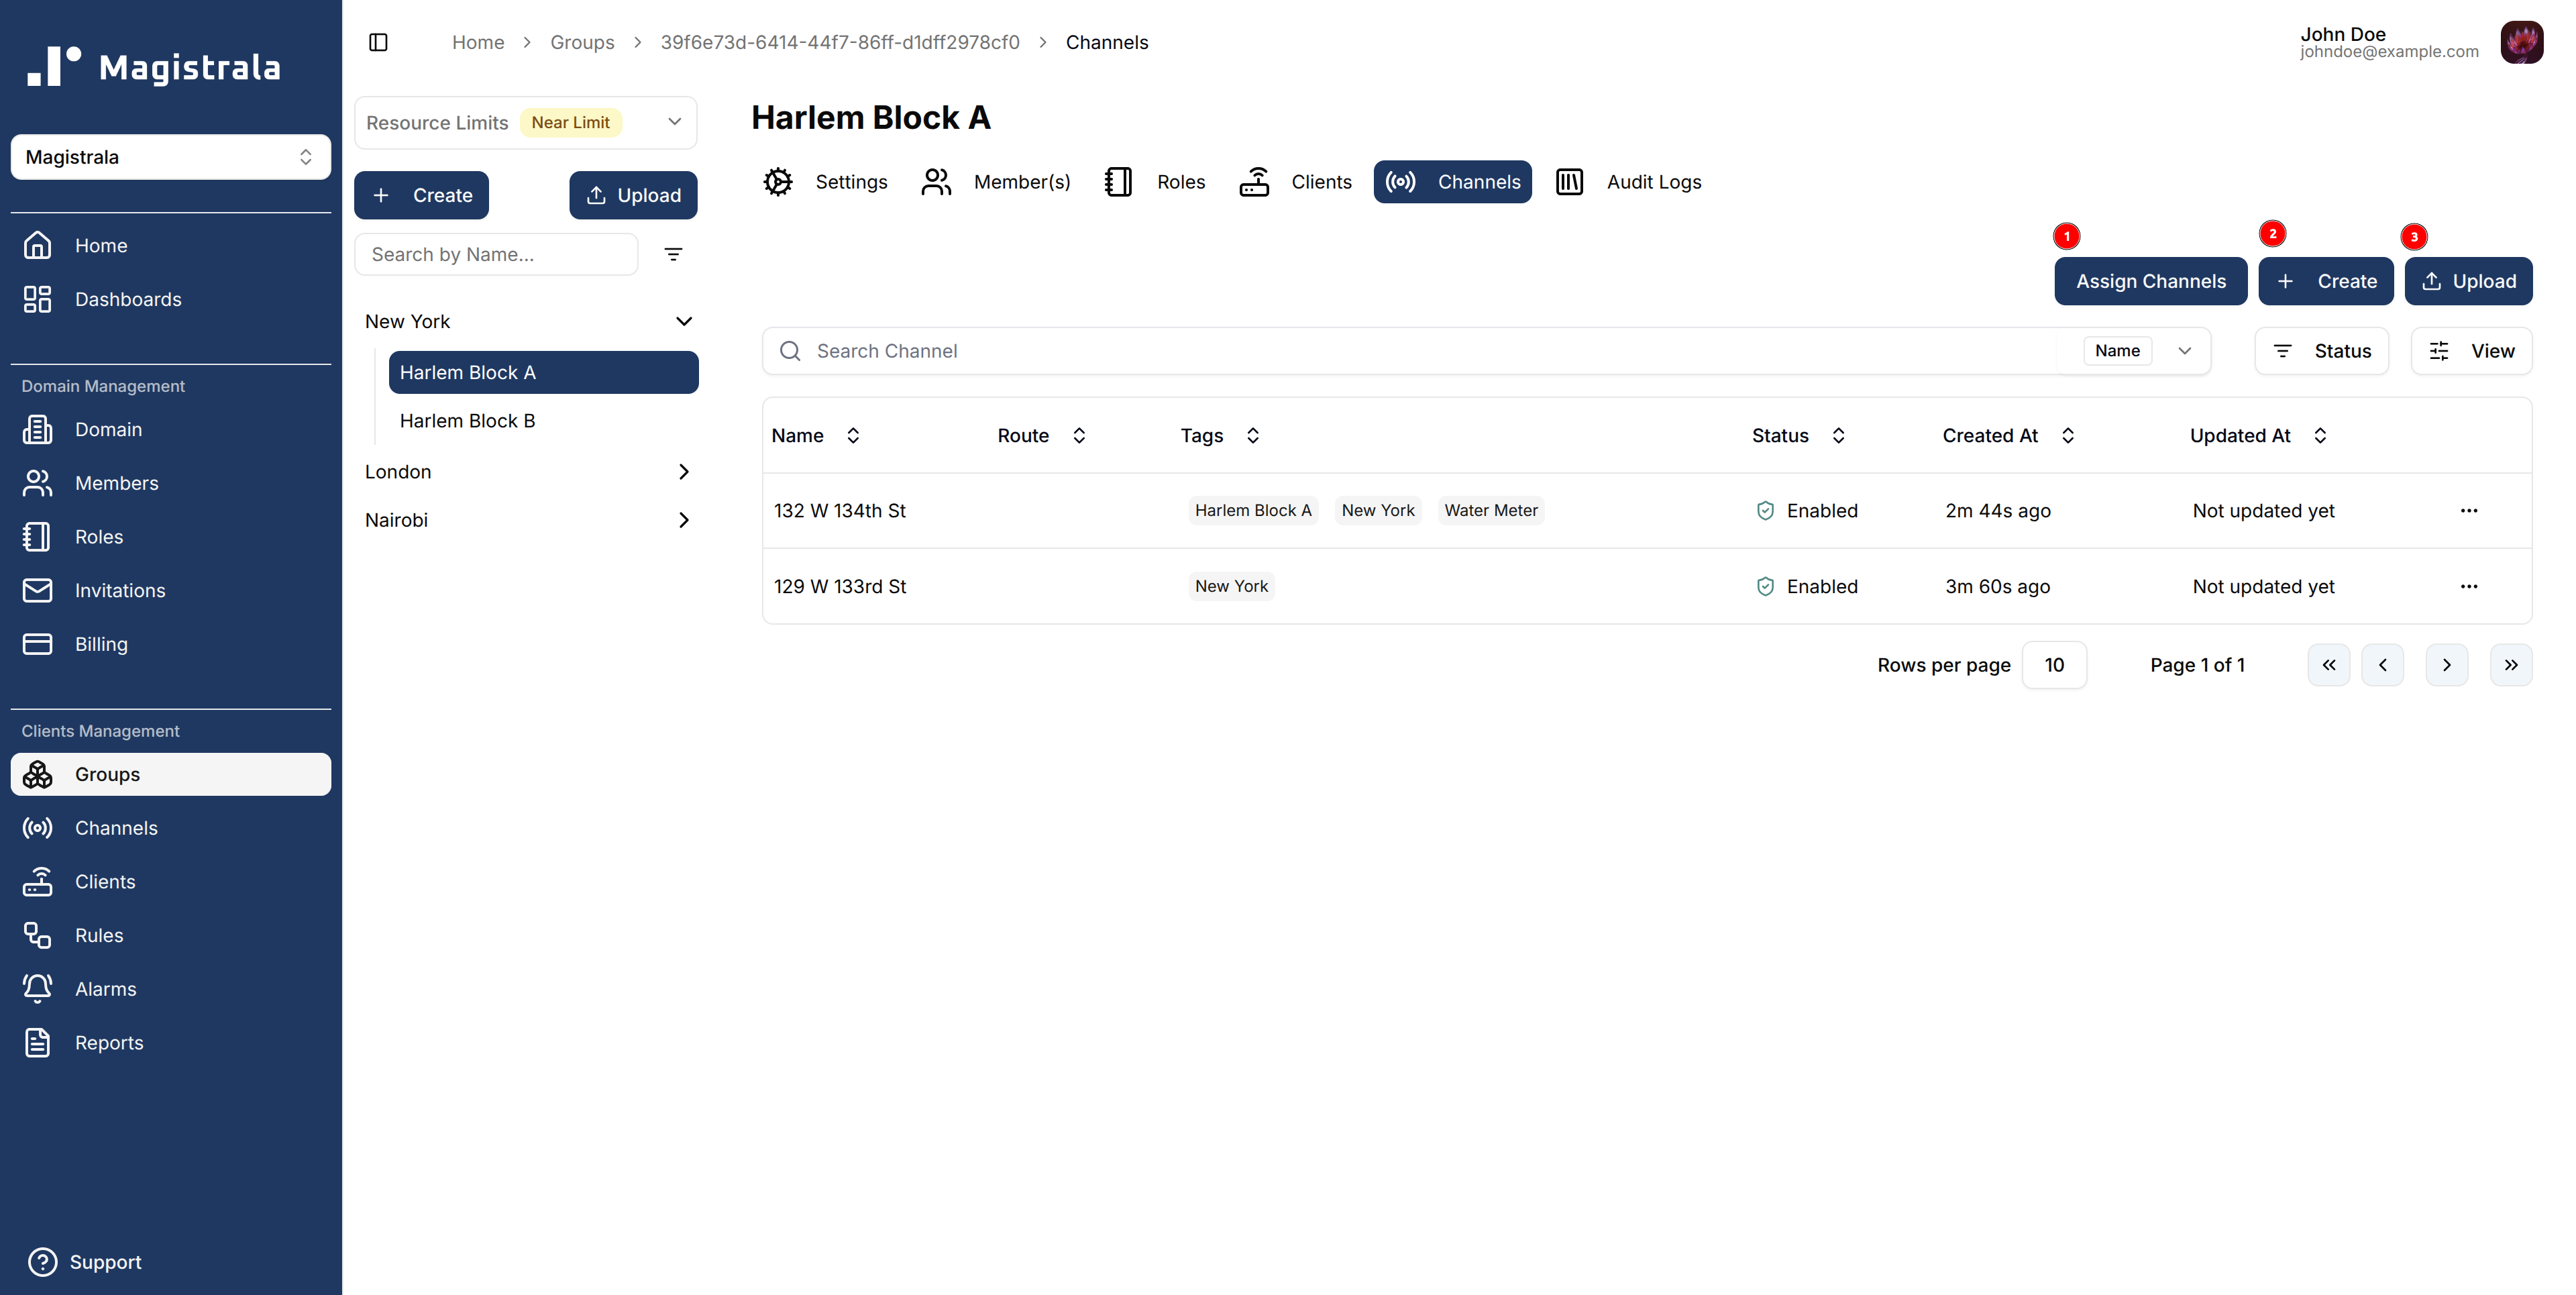 Magistrala
Magistrala
Home
Dashboards
Domain Management
Domain
Members
Roles
Invitations
Billing
Clients Management
Groups
Channels
Clients
Rules
Alarms
Reports
Support
Home > Groups > 39f6e73d-6414-44f7-86ff-d1dff2978cf0 > Channels
John Doe
johndoe@example.com
Resource Limits Near Limit
+ Create Upload
Search by Name...
New York
Harlem Block A
Harlem Block B
London
Nairobi
Harlem Block A
Settings Member(s) Roles Clients Channels Audit Logs
1 2 3
Assign Channels + Create Upload
Search Channel Name Status View
Name Route Tags Status Created At Updated At
132 W 134th St Harlem Block A New York Water Meter Enabled 2m 44s ago Not updated yet ...
129 W 133rd St New York Enabled 3m 60s ago Not updated yet ...
Rows per page 10 Page 1 of 1